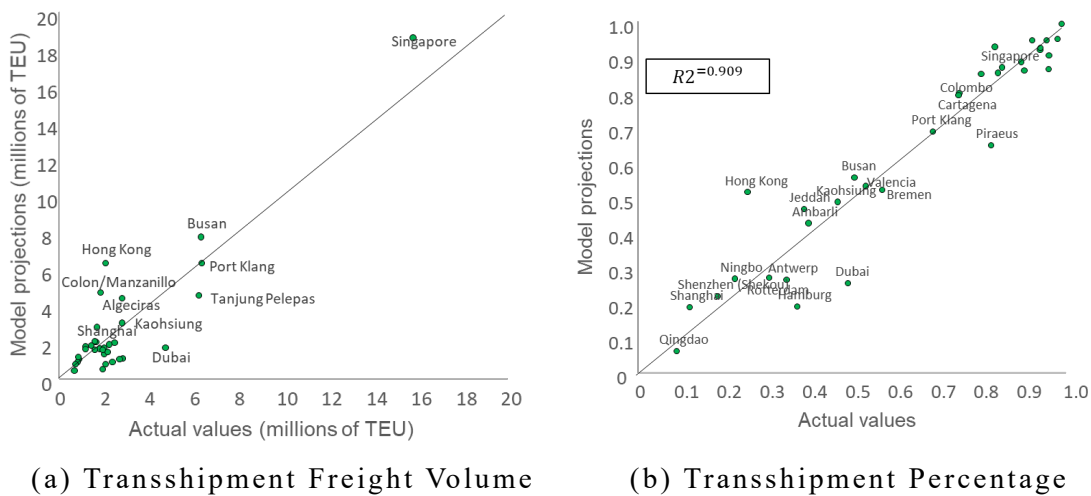 Model projections (millions of TEU)
20
18
16
14
12
10
8
6
4
2
0
Singapore
Busan
Hong Kong
Port Klang
Colon/Manzanillo
Tanjung Pelepas
Algeciras
Kaohsiung
Shanghai
Dubai
0 2 4 6 8 10 12 14 16 18 20
Actual values (millions of TEU)
(a) Transshipment Freight Volume
Model projections
1.0
0.9
0.8
0.7
0.6
0.5
0.4
0.3
0.2
0.1
0
R2=0.909
Singapore
Colombo
Cartagena
Port Klang
Piraeus
Busan
Hong Kong
Valencia
Kaohsiung
Bremen
Jeddah
Ambarli
Ningbo
Antwerp
Dubai
Shenzhen (Shekou)
Rotterdam
Shanghai
Hamburg
Qingdao
0 0.1 0.2 0.3 0.4 0.5 0.6 0.7 0.8 0.9 1.0
Actual values
(b) Transshipment Percentage